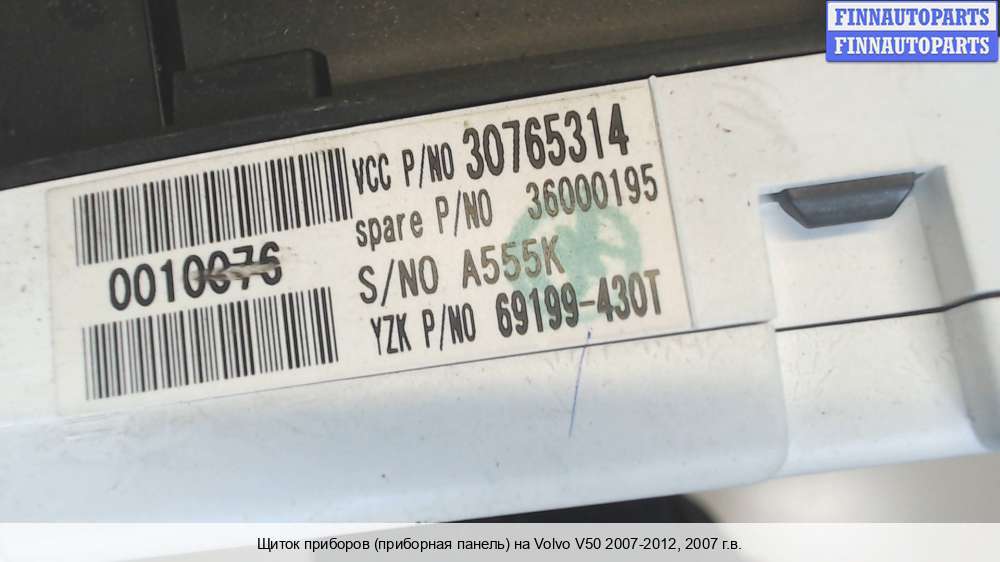 FINNAUTOPARTS
FINNAUTOPARTS
VCC P/NO 30765314
spare P/NO 36000195
S/NO A555K
YZK P/NO 69199-430T
0010076
Щиток приборов (приборная панель) на Volvo V50 2007-2012, 2007 г.в.